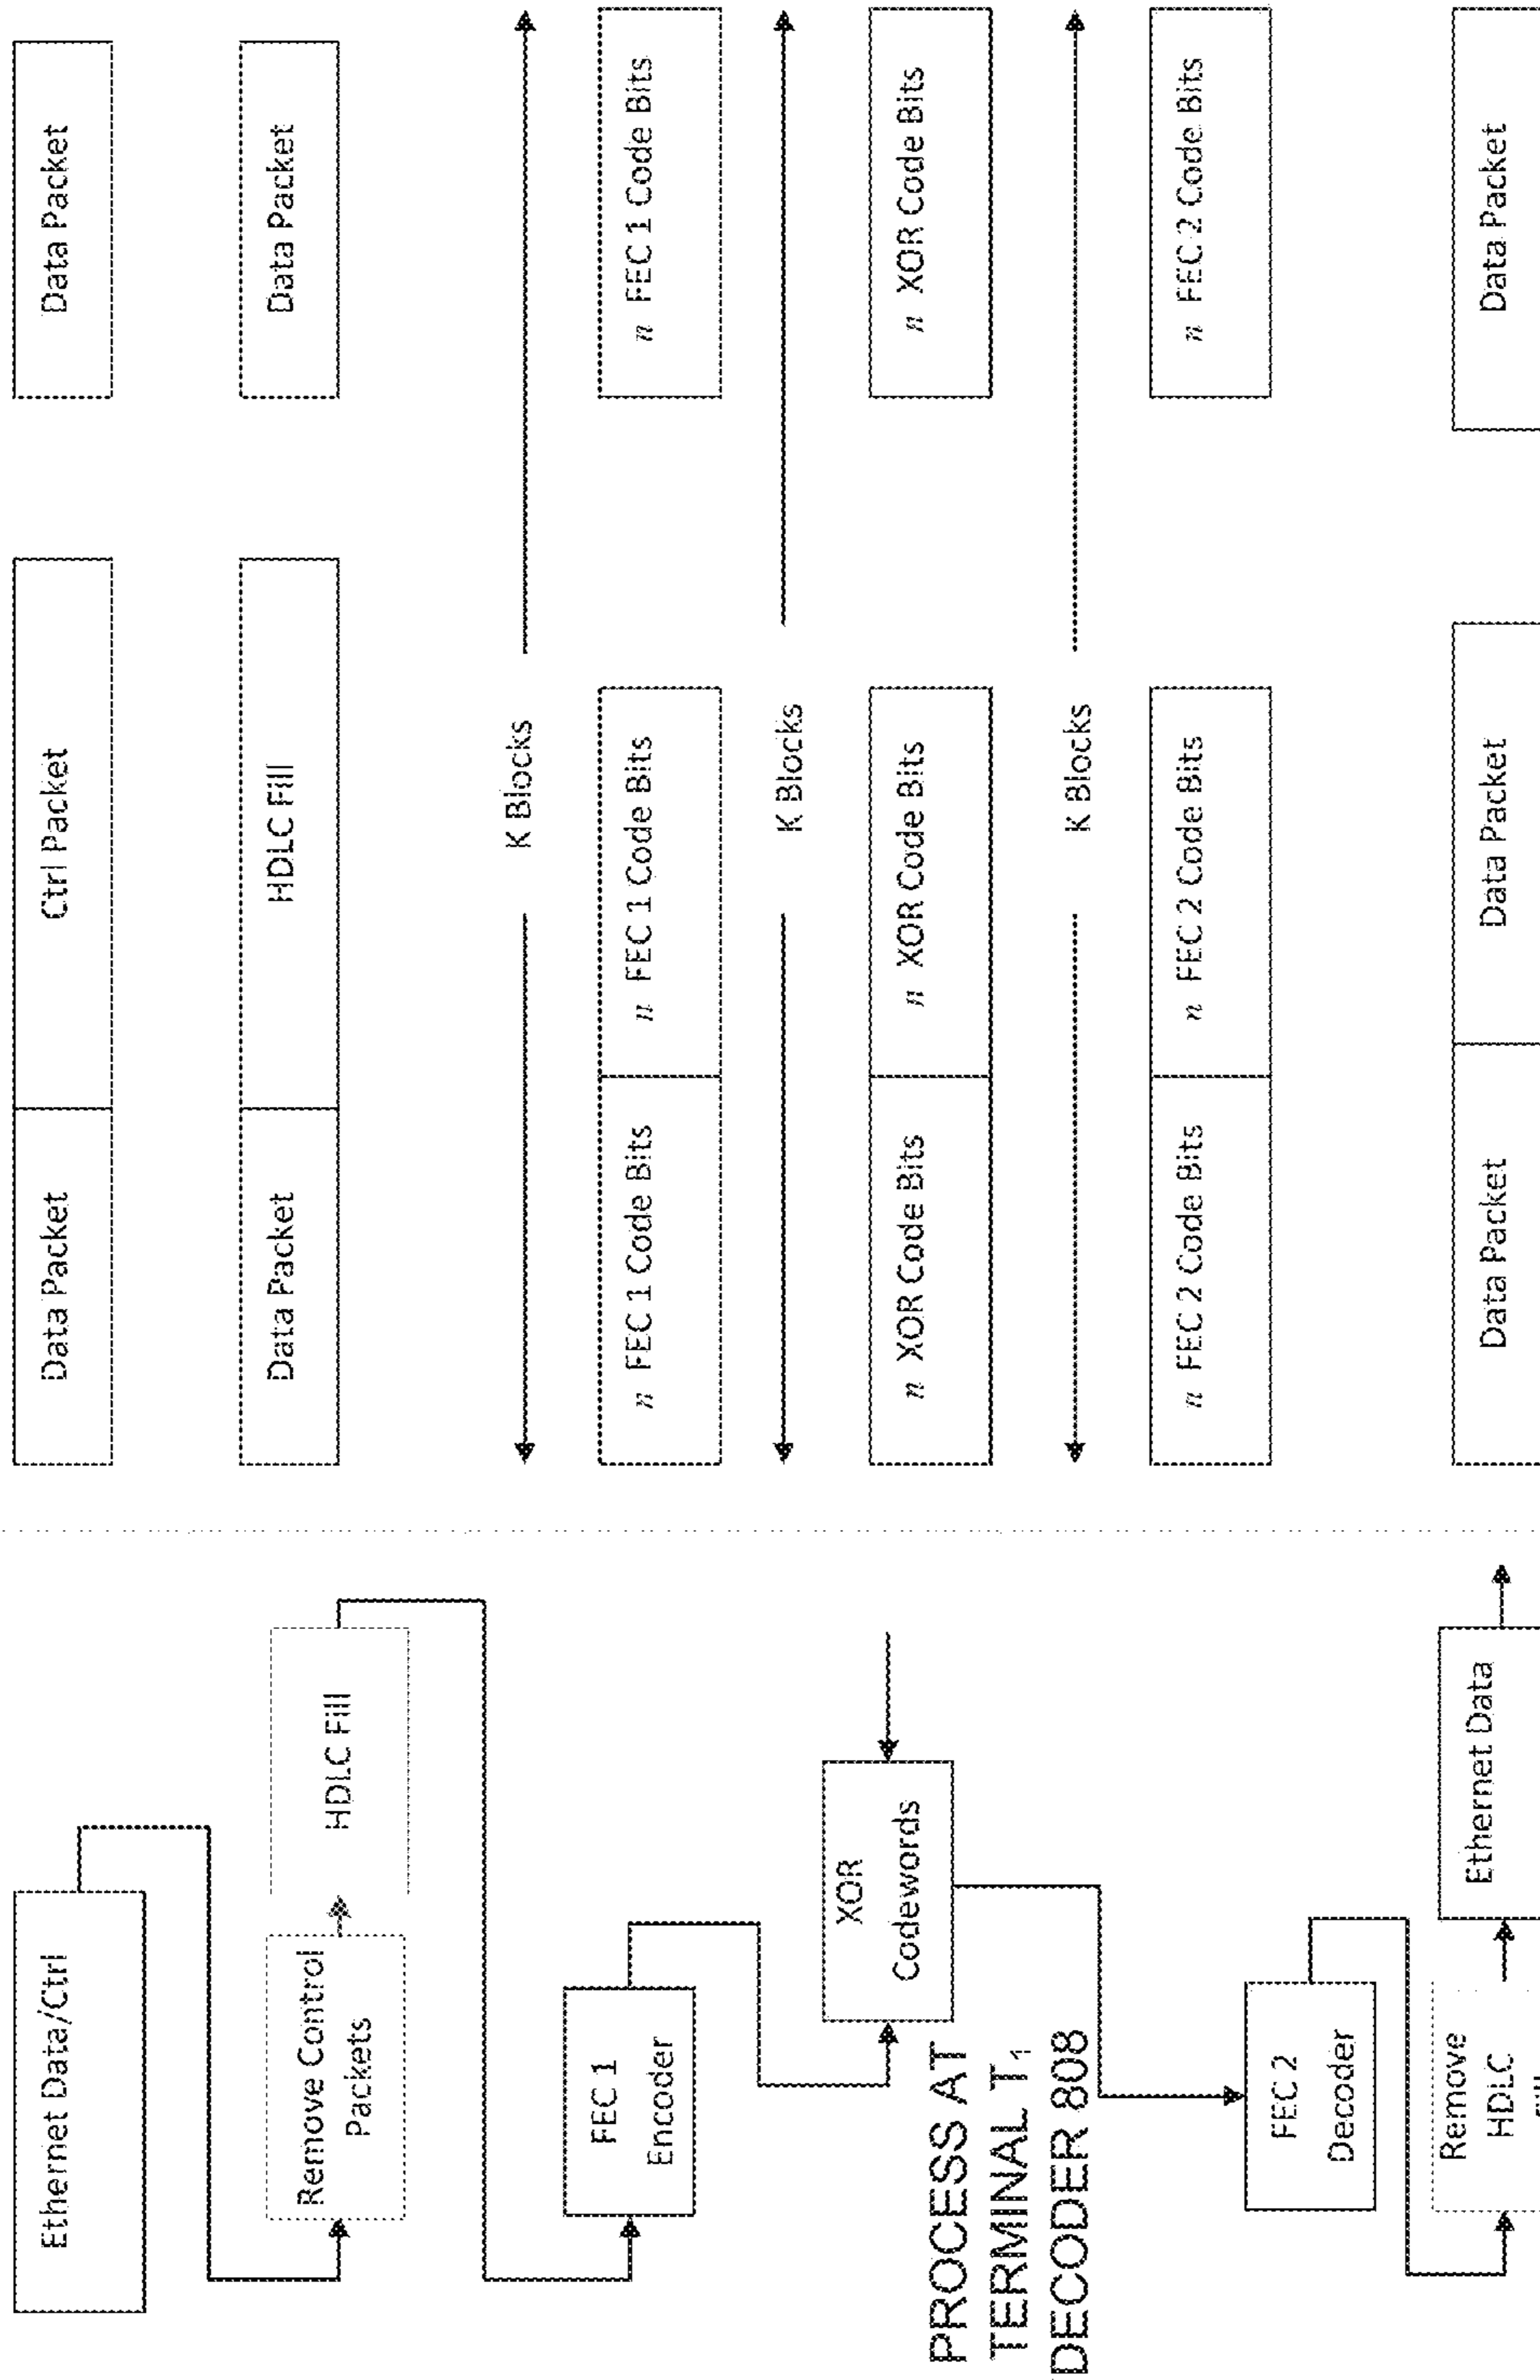 Ethernet Data/Ctrl
Data Packet
Ctrl Packet
Data Packet
Remove Control
Packets
HDLC Fill
Data Packet
HDLC Fill
Data Packet
K Blocks
FEC 1
Encoder
n FEC 1 Code Bits
n FEC 1 Code Bits
n FEC 1 Code Bits
K Blocks
XOR
Codewords
n XOR Code Bits
n XOR Code Bits
n XOR Code Bits
PROCESS AT
TERMINAL T₁
DECODER 808
K Blocks
FEC 2
Decoder
n FEC 2 Code Bits
n FEC 2 Code Bits
n FEC 2 Code Bits
Remove
HDLC
Ethernet Data
Data Packet
Data Packet
Data Packet